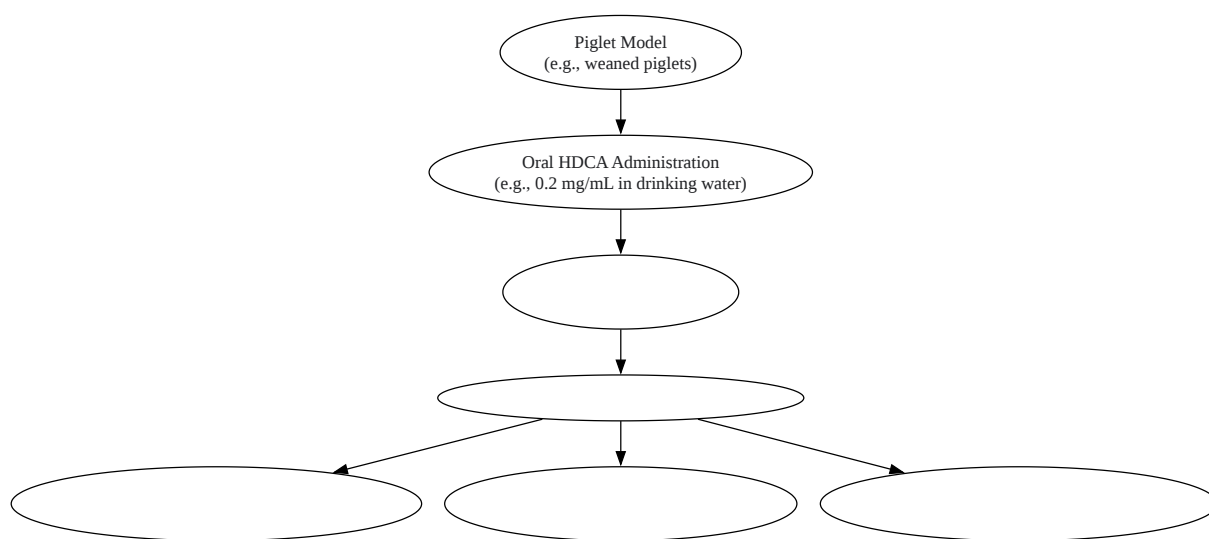 Piglet Model
(e.g., weaned piglets)
Oral HDCA Administration
(e.g., 0.2 mg/mL in drinking water)